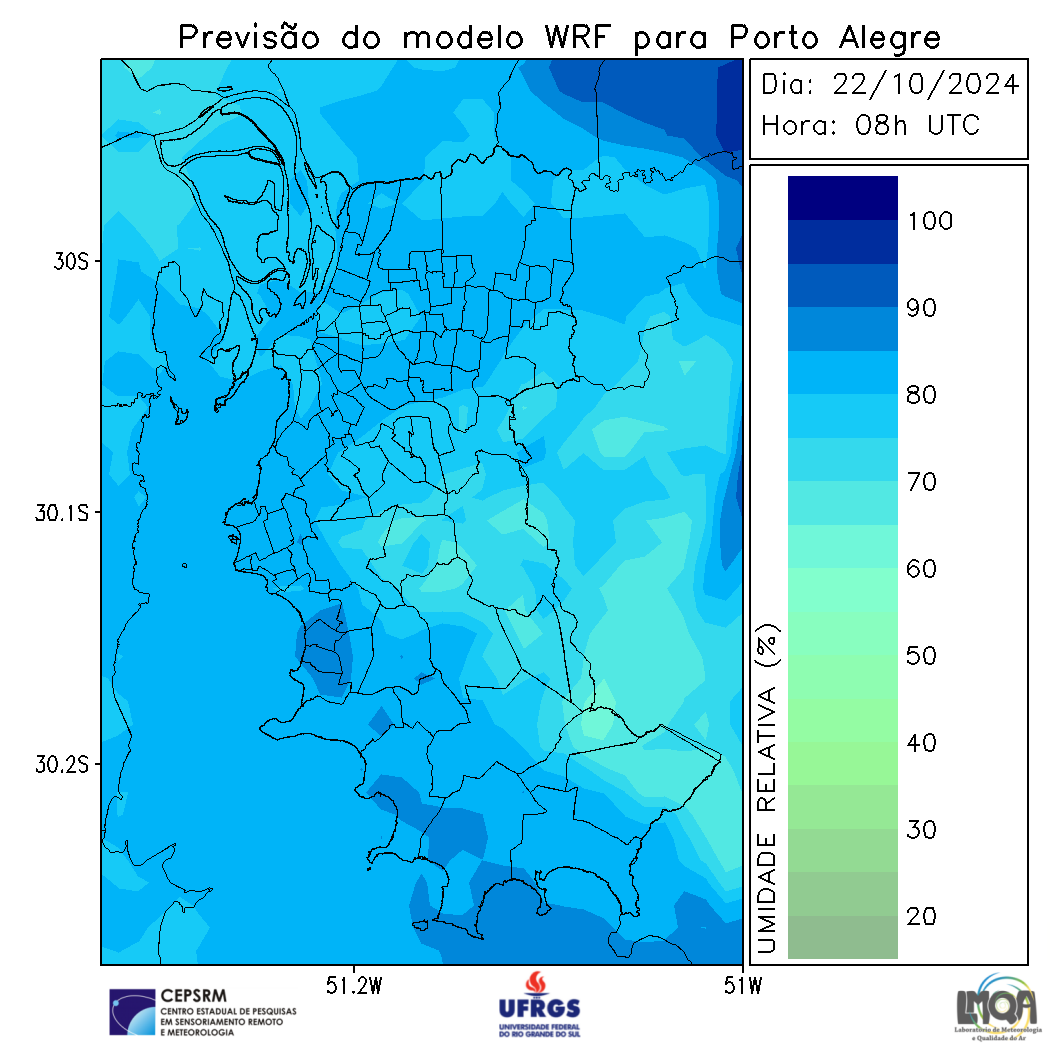 Previsão do modelo WRF para Porto Alegre
Dia: 22/10/2024
Hora: 08h UTC
30S
30.1S
30.2S
51.2W
51W
100
90
80
70
60
50
40
30
20
UMIDADE RELATIVA (%)
CEPSRM
CENTRO ESTADUAL DE PESQUISAS
EM SENSORIAMENTO REMOTO
E METEOROLOGIA
UFRGS
UNIVERSIDADE FEDERAL
DO RIO GRANDE DO SUL
LMQA
Laboratório de Meteorologia
e Qualidade do Ar